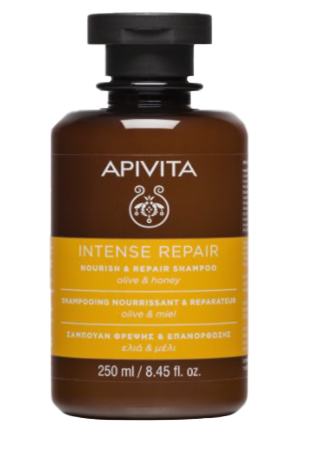 APIVITA
INTENSE REPAIR
NOURISH & REPAIR SHAMPOO
olive & honey
SHAMPOOING NOURRISSANT & REPARATEUR
olive & miel
ΣΑΜΠΟΥΑΝ ΘΡΕΨΗΣ & ΕΠΑΝΟΡΘΩΣΗΣ
ελιά & μέλι
250 ml / 8.45 fl. oz.